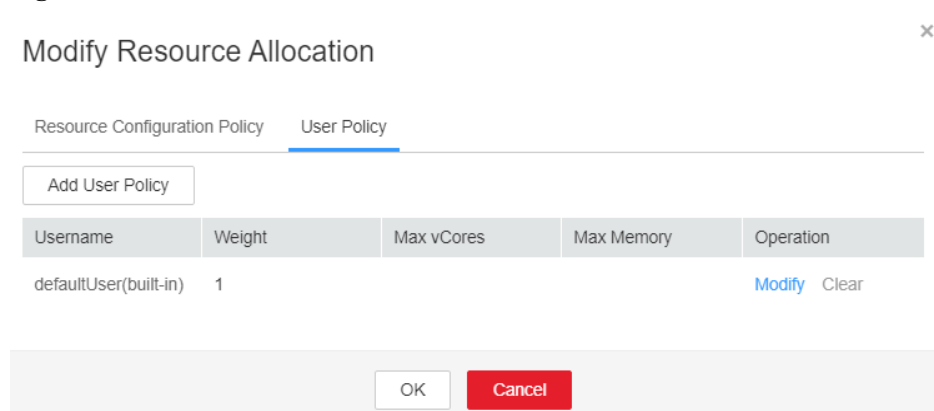 Modify Resource Allocation
×
Resource Configuration Policy User Policy
Add User Policy
Username Weight Max vCores Max Memory Operation
defaultUser(built-in) 1 Modify Clear
OK Cancel